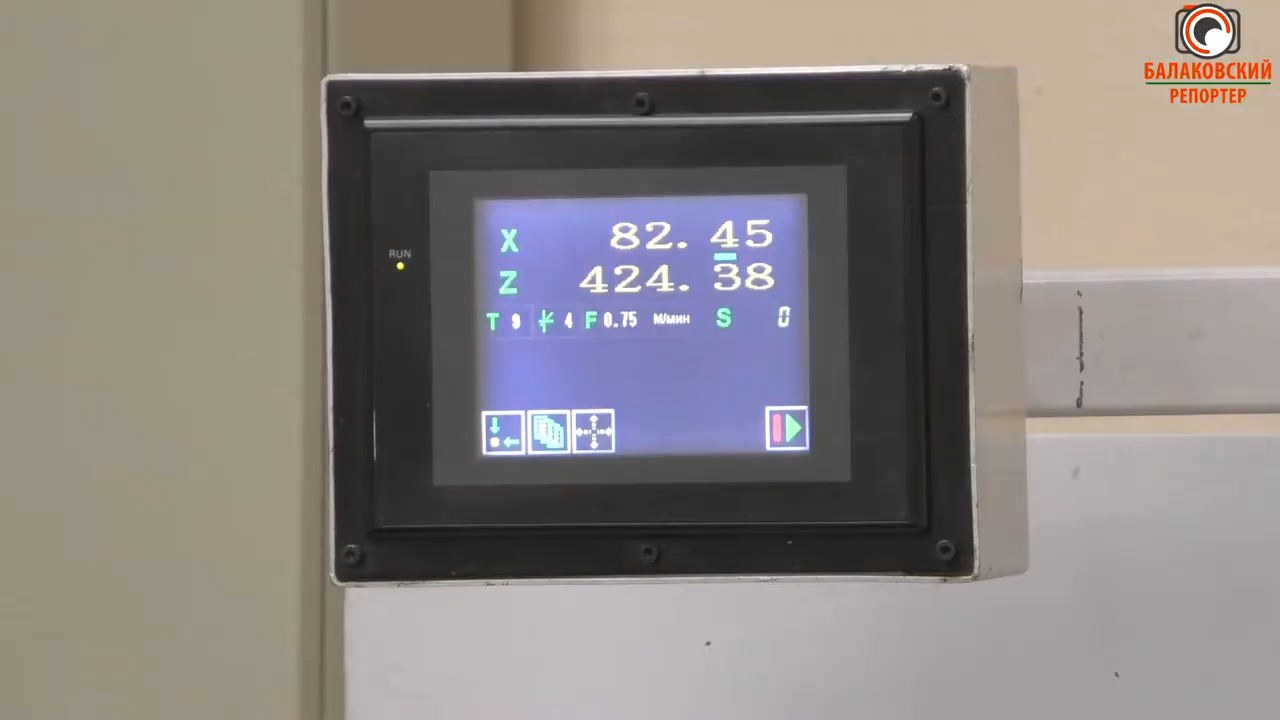 БАЛАКОВСКИЙ
РЕПОРТЕР
RUN
X 82.45
Z 424.38
T 9 4 F 0.75 М/мин S 0